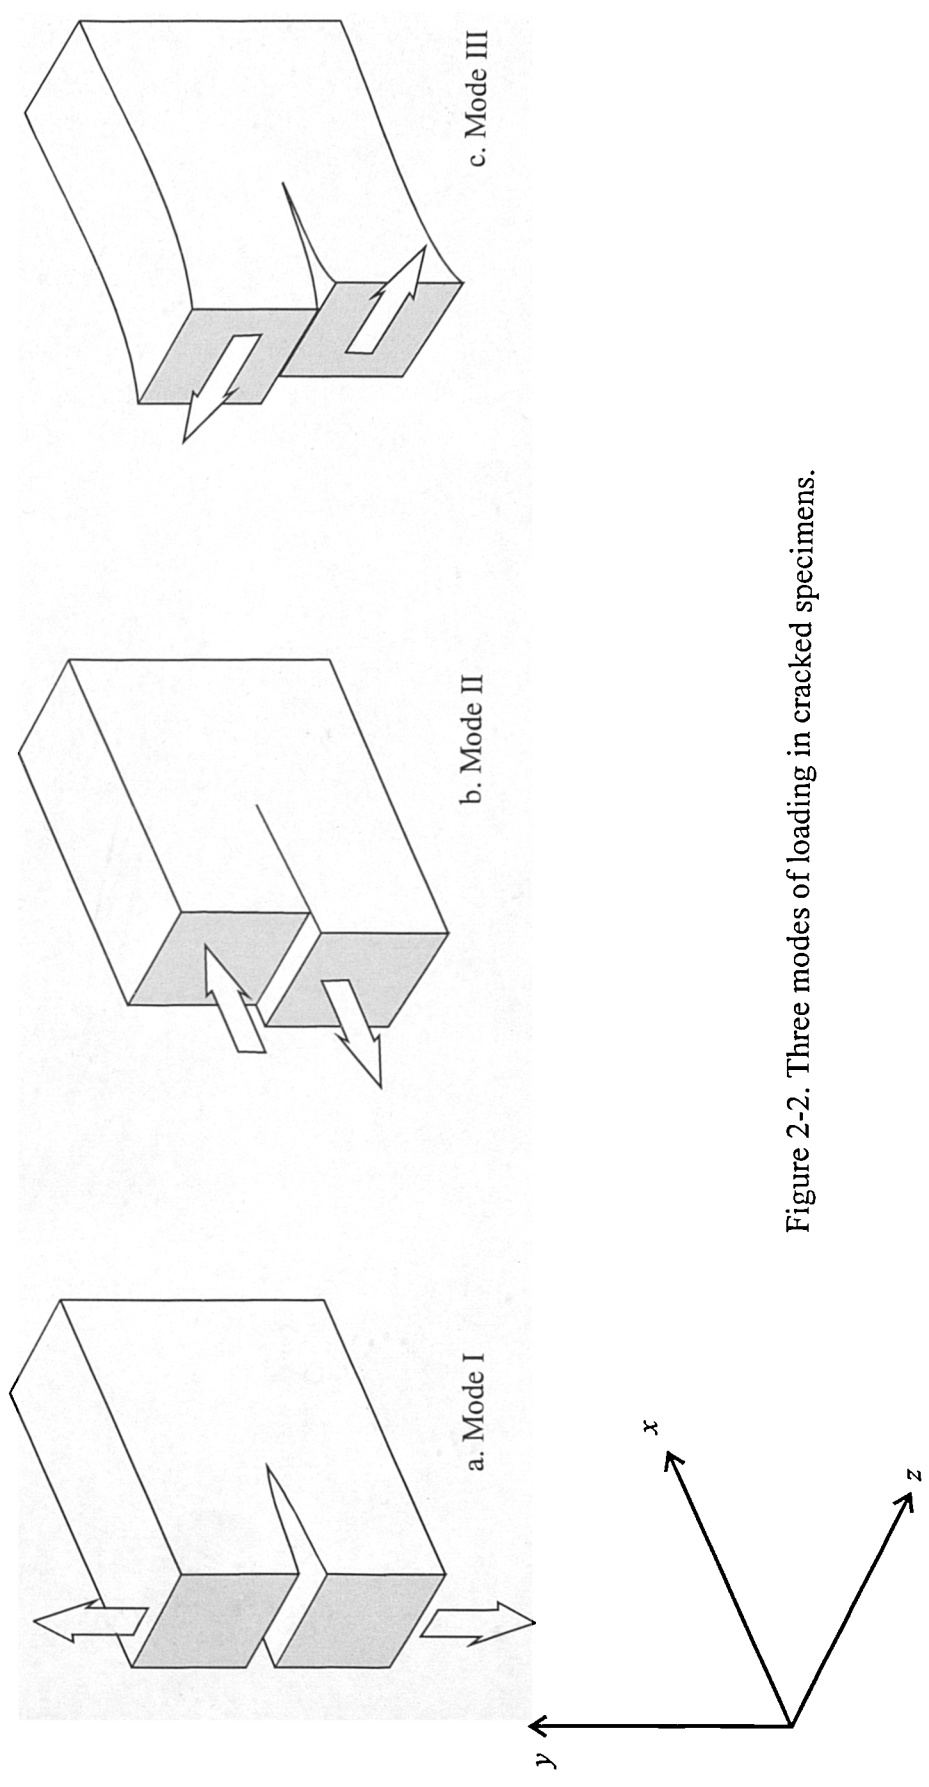 a. Mode I
b. Mode II
c. Mode III
y
x
z
Figure 2-2. Three modes of loading in cracked specimens.